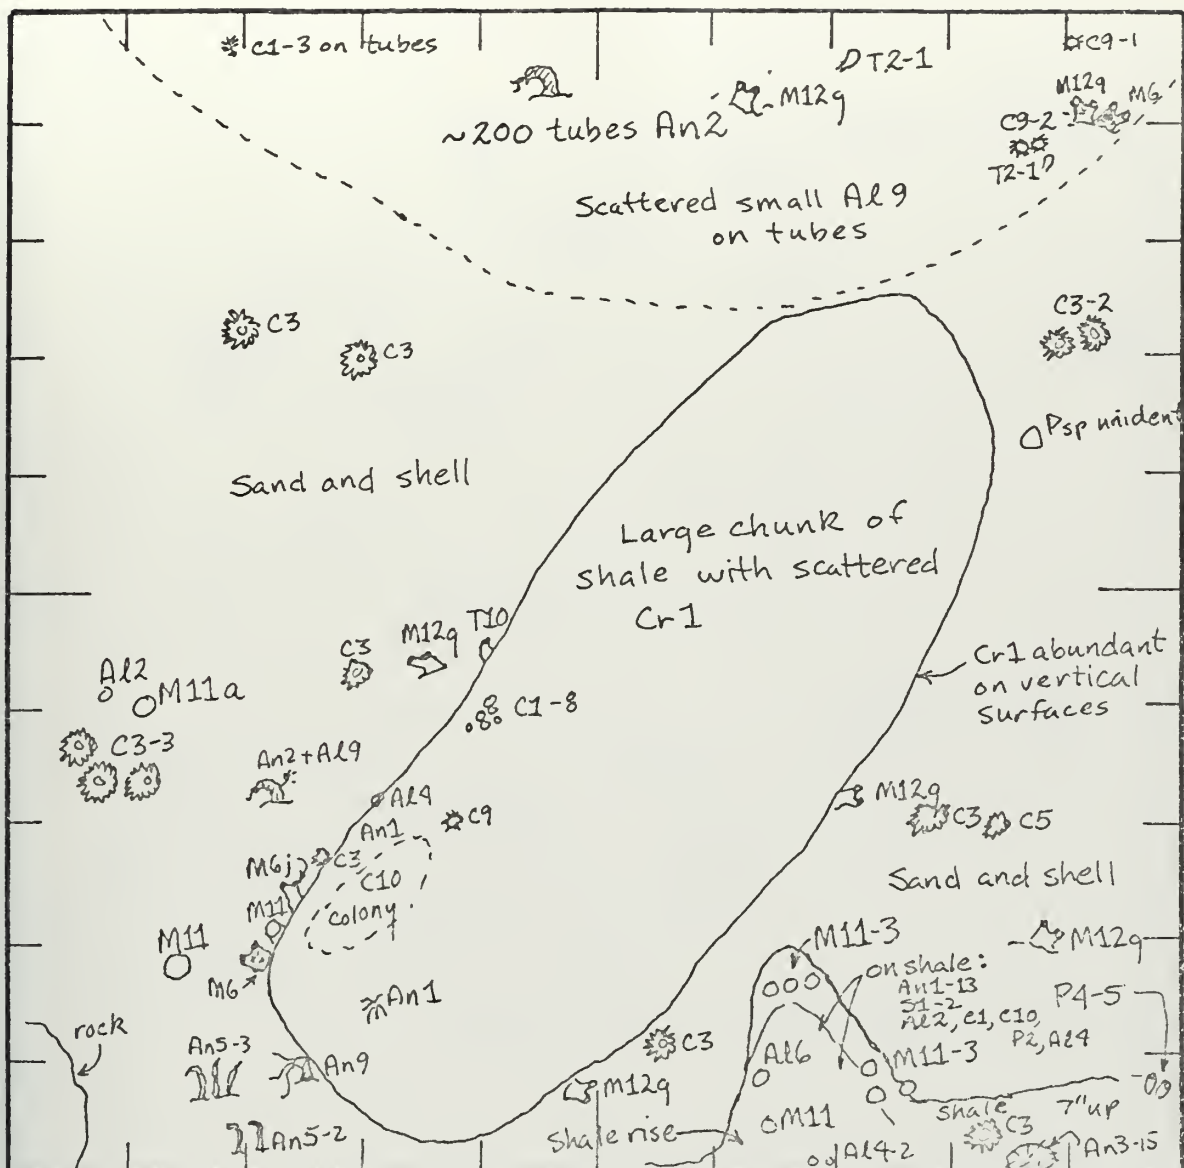 C1-3 on tubes
DT2-1
C9-1
~200 tubes An2
M12g
M12g
M6
C9-2
T2-1
Scattered small Al9
on tubes
C3
C3
C3-2
Psp unident
Sand and shell
Large chunk of
shale with scattered
Cr1
Al2
M11a
C3
M12g
T10
C1-8
Cr1 abundant
on vertical
surfaces
C3-3
An2+Al9
Al4
C9
An1
M12g
C3
C5
M6j
C3
C10
colony
M11
Sand and shell
M11
M6
An1
M11-3
M12g
on shale:
An1-13
S1-2
Al2, C1, C10,
P2, Al4
P4-5
rock
An5-3
An9
C3
Al6
M11-3
M12g
An5-2
Shale rise
M11
Al4-2
shale
C3
7" up
An3-15